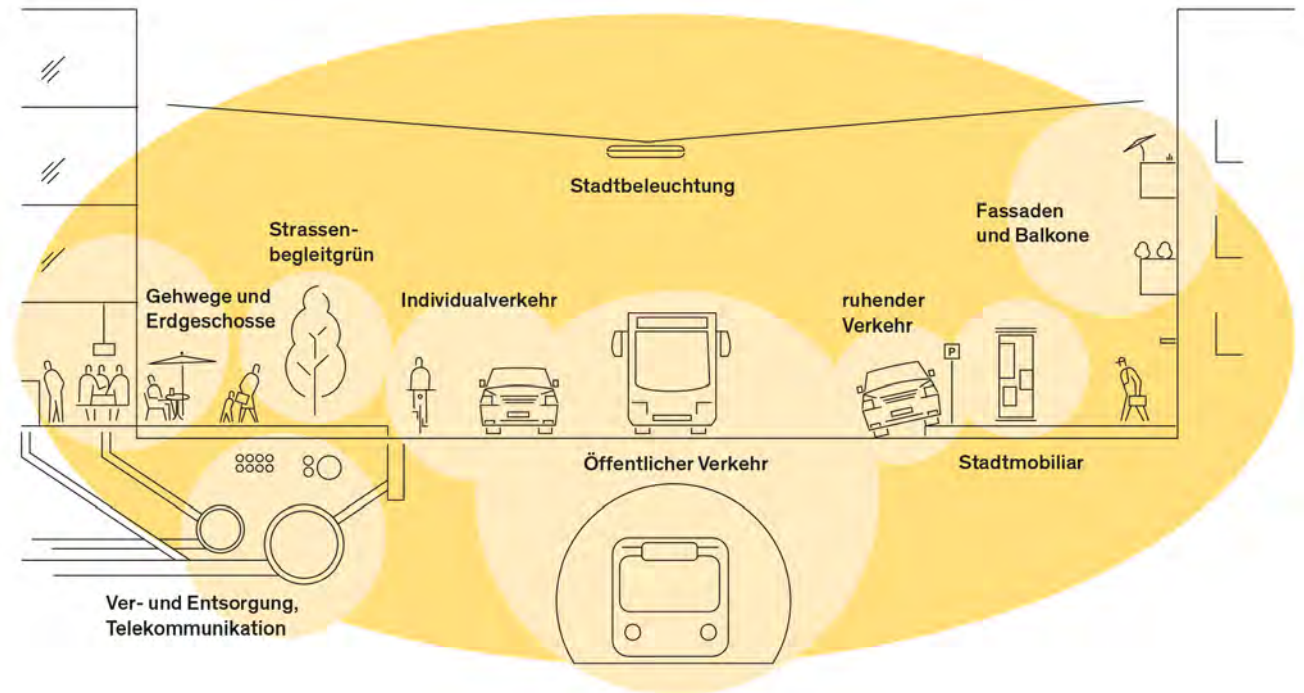 Stadtbeleuchtung
Fassaden
und Balkone
Strassen-
begleitgrün
Gehwege und
Erdgeschosse
Individualverkehr
ruhender
Verkehr
P
Öffentlicher Verkehr
Stadtmobiliar
Ver- und Entsorgung,
Telekommunikation